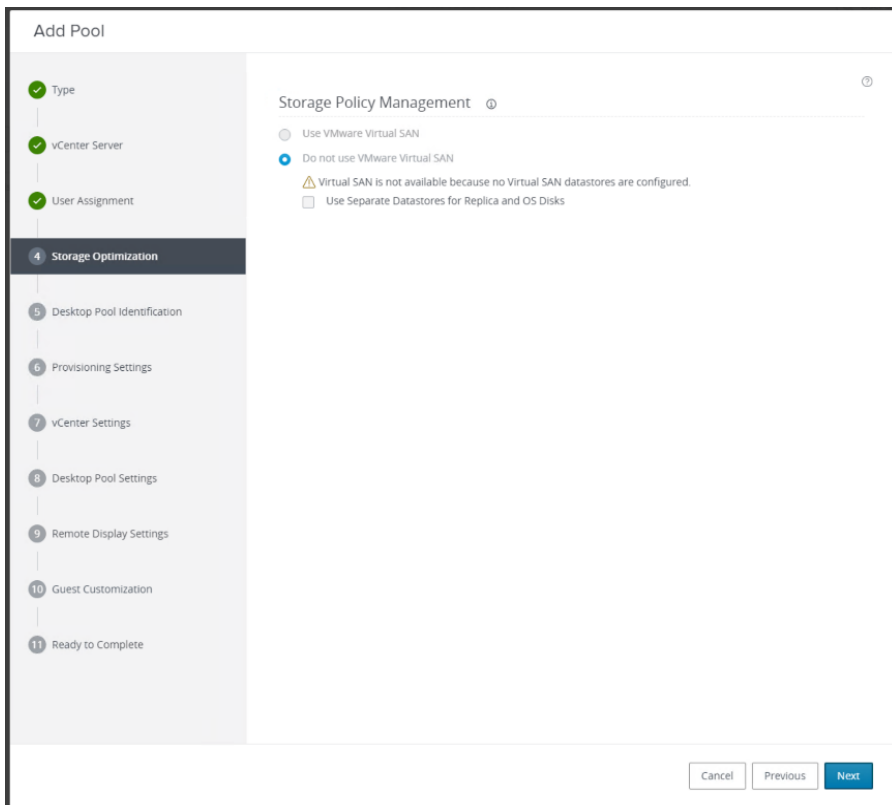 Add Pool
Type
vCenter Server
User Assignment
4 Storage Optimization
5 Desktop Pool Identification
6 Provisioning Settings
7 vCenter Settings
8 Desktop Pool Settings
9 Remote Display Settings
10 Guest Customization
11 Ready to Complete
Storage Policy Management
Use VMware Virtual SAN
Do not use VMware Virtual SAN
Virtual SAN is not available because no Virtual SAN datastores are configured.
Use Separate Datastores for Replica and OS Disks
Cancel Previous Next